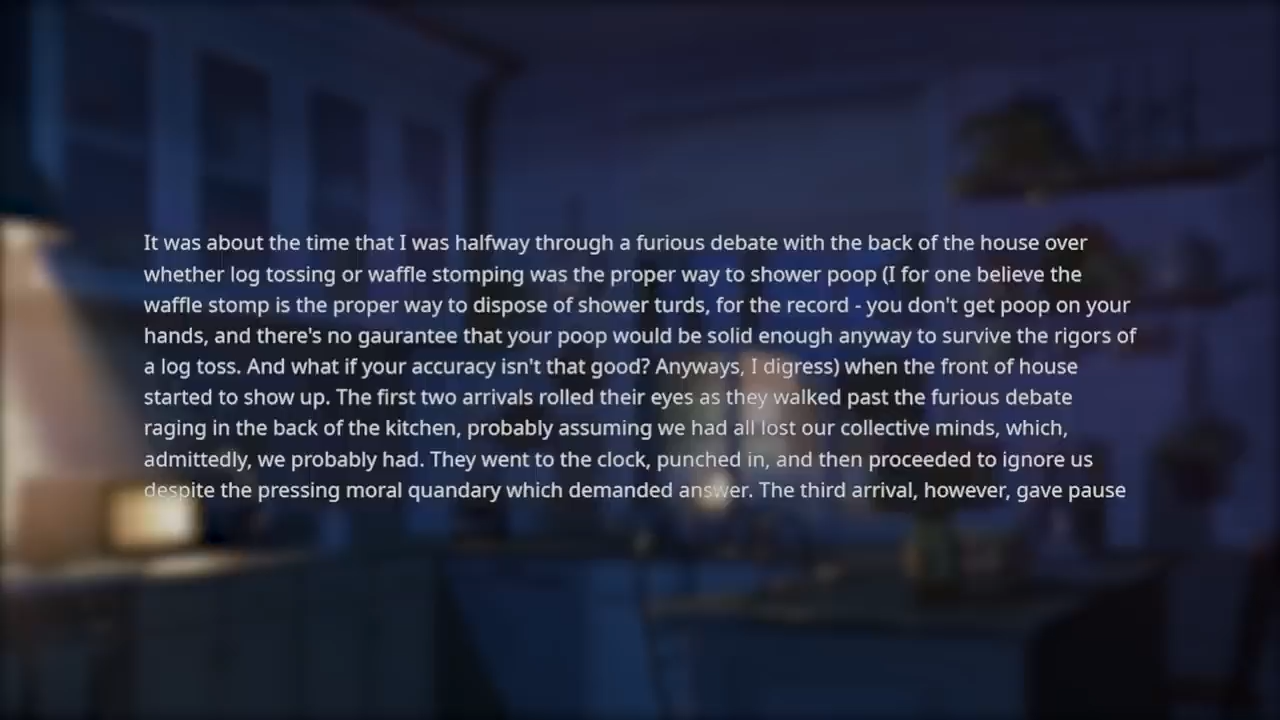 It was about the time that I was halfway through a furious debate with the back of the house over
whether log tossing or waffle stomping was the proper way to shower poop (I for one believe the
waffle stomp is the proper way to dispose of shower turds, for the record - you don't get poop on your
hands, and there's no gaurantee that your poop would be solid enough anyway to survive the rigors of
a log toss. And what if your accuracy isn't that good? Anyways, I digress) when the front of house
started to show up. The first two arrivals rolled their eyes as they walked past the furious debate
raging in the back of the kitchen, probably assuming we had all lost our collective minds, which,
admittedly, we probably had. They went to the clock, punched in, and then proceeded to ignore us
despite the pressing moral quandary which demanded answer. The third arrival, however, gave pause